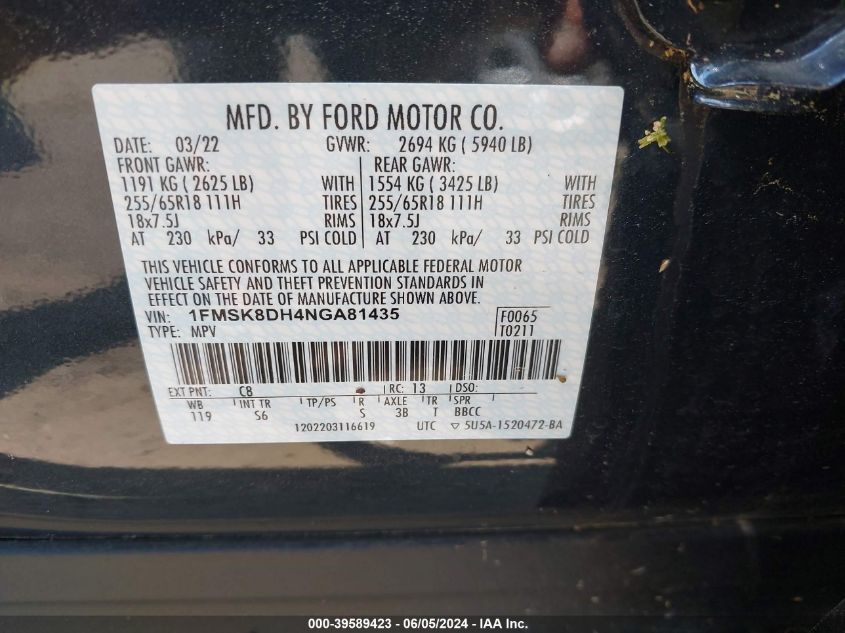 MFD. BY FORD MOTOR CO.
DATE: 03/22 GVWR: 2694 KG ( 5940 LB)
FRONT GAWR: REAR GAWR:
1191 KG ( 2625 LB) WITH 1554 KG ( 3425 LB) WITH
255/65R18 111H TIRES 255/65R18 111H TIRES
18x7.5J RIMS 18x7.5J RIMS
AT 230 kPa/ 33 PSI COLD AT 230 kPa/ 33 PSI COLD
THIS VEHICLE CONFORMS TO ALL APPLICABLE FEDERAL MOTOR
VEHICLE SAFETY AND THEFT PREVENTION STANDARDS IN
EFFECT ON THE DATE OF MANUFACTURE SHOWN ABOVE.
VIN: 1FMSK8DH4NGA81435 F0065
TYPE: MPV T0211
EXT PNT: C8 RC: 13 DSO:
WB INT TR TP/PS R AXLE TR SPR
119 S6 S 3B T BBCC
1202203116619 UTC ▽ 5U5A-1520472-BA
000-39589423 - 06/05/2024 - IAA Inc.